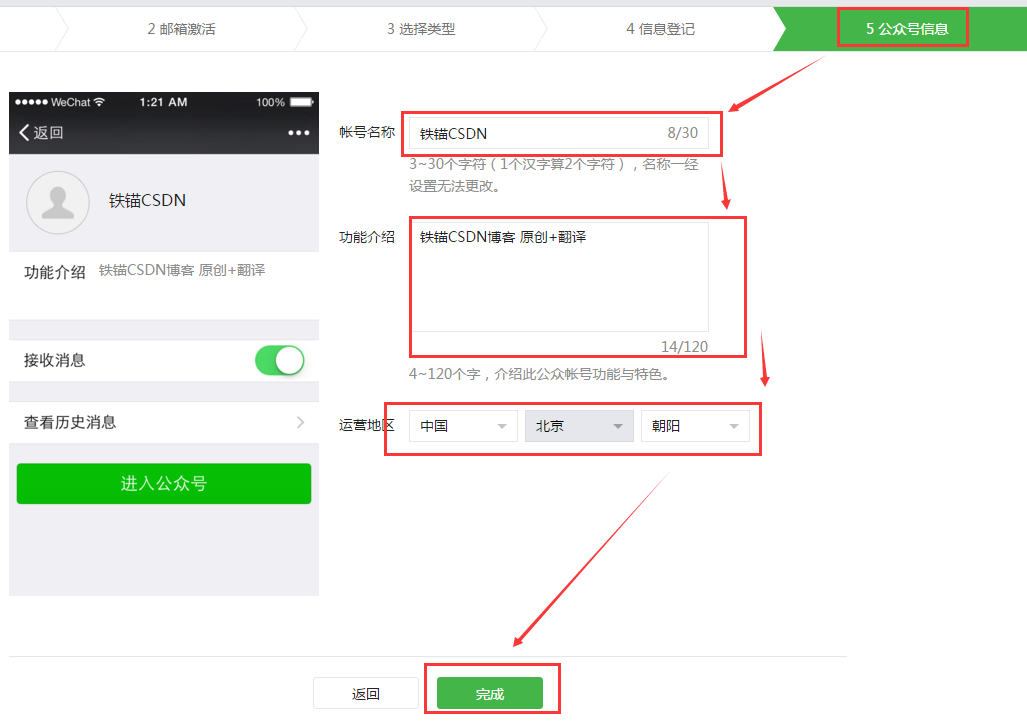 2 邮箱激活
3 选择类型
4 信息登记
5 公众号信息
WeChat
1:21 AM
100%
返回
铁锚CSDN
功能介绍 铁锚CSDN博客 原创+翻译
接收消息
查看历史消息
进入公众号
帐号名称
铁锚CSDN
8/30
3~30个字符（1个汉字算2个字符），名称一经
设置无法更改。
功能介绍
铁锚CSDN博客 原创+翻译
14/120
4~120个字，介绍此公众帐号功能与特色。
运营地区
中国
北京
朝阳
返回
完成